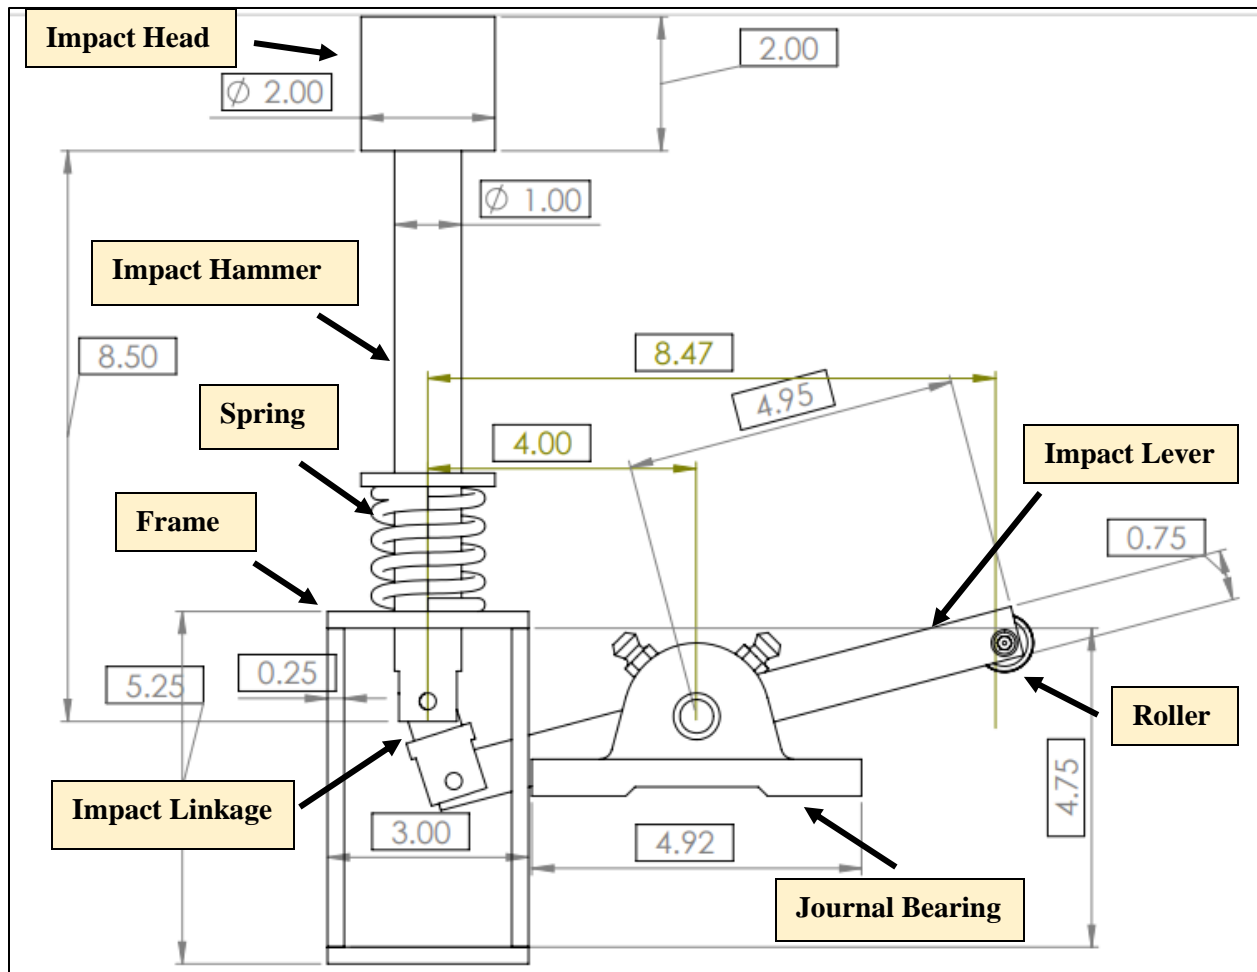 Impact Head
2.00
⌀ 2.00
⌀ 1.00
Impact Hammer
8.50
8.47
4.95
Spring
4.00
Impact Lever
Frame
0.75
0.25
5.25
Roller
Impact Linkage
3.00
4.92
4.75
Journal Bearing